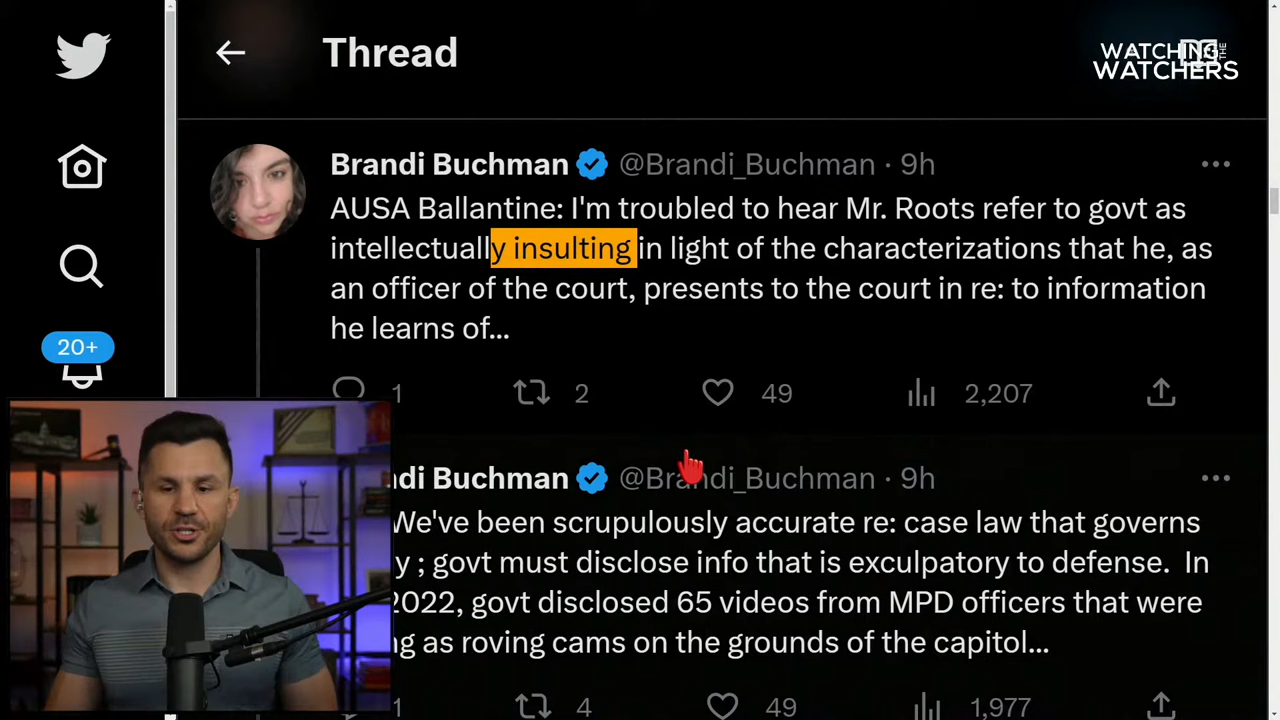 Thread
WATCHING THE
WATCHERS
Brandi Buchman @Brandi_Buchman · 9h
AUSA Ballantine: I'm troubled to hear Mr. Roots refer to govt as
intellectually insulting in light of the characterizations that he, as
an officer of the court, presents to the court in re: to information
he learns of...
20+
1 2 49 2,207
ndi Buchman @Brandi_Buchman · 9h
We've been scrupulously accurate re: case law that governs
y ; govt must disclose info that is exculpatory to defense. In
2022, govt disclosed 65 videos from MPD officers that were
ng as roving cams on the grounds of the capitol...
1 4 49 1,977